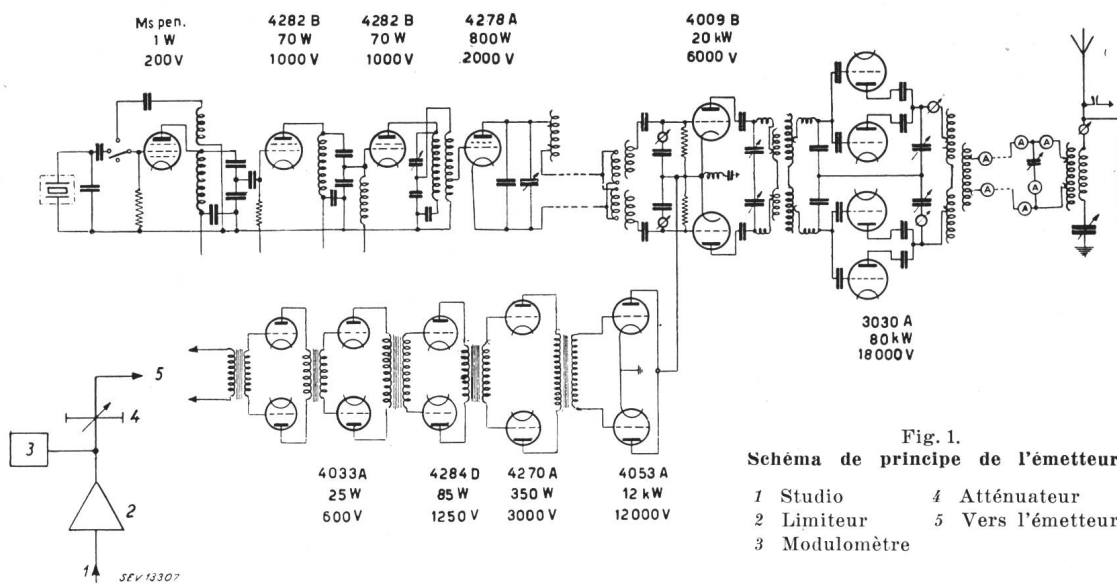 Ms pen.
1 W
200 V
4282 B
70 W
1000 V
4282 B
70 W
1000 V
4278 A
800 W
2000 V
4009 B
20 kW
6000 V
A
A
A
A
A
A
3030 A
80 kW
18000 V
5
4
3
2
1
SEV 13307
4033 A
25 W
600 V
4284 D
85 W
1250 V
4270 A
350 W
3000 V
4053 A
12 kW
12000 V
Fig. 1.
Schéma de principe de l'émetteur
1 Studio
2 Limiteur
3 Modulomètre
4 Atténuateur
5 Vers l'émetteur